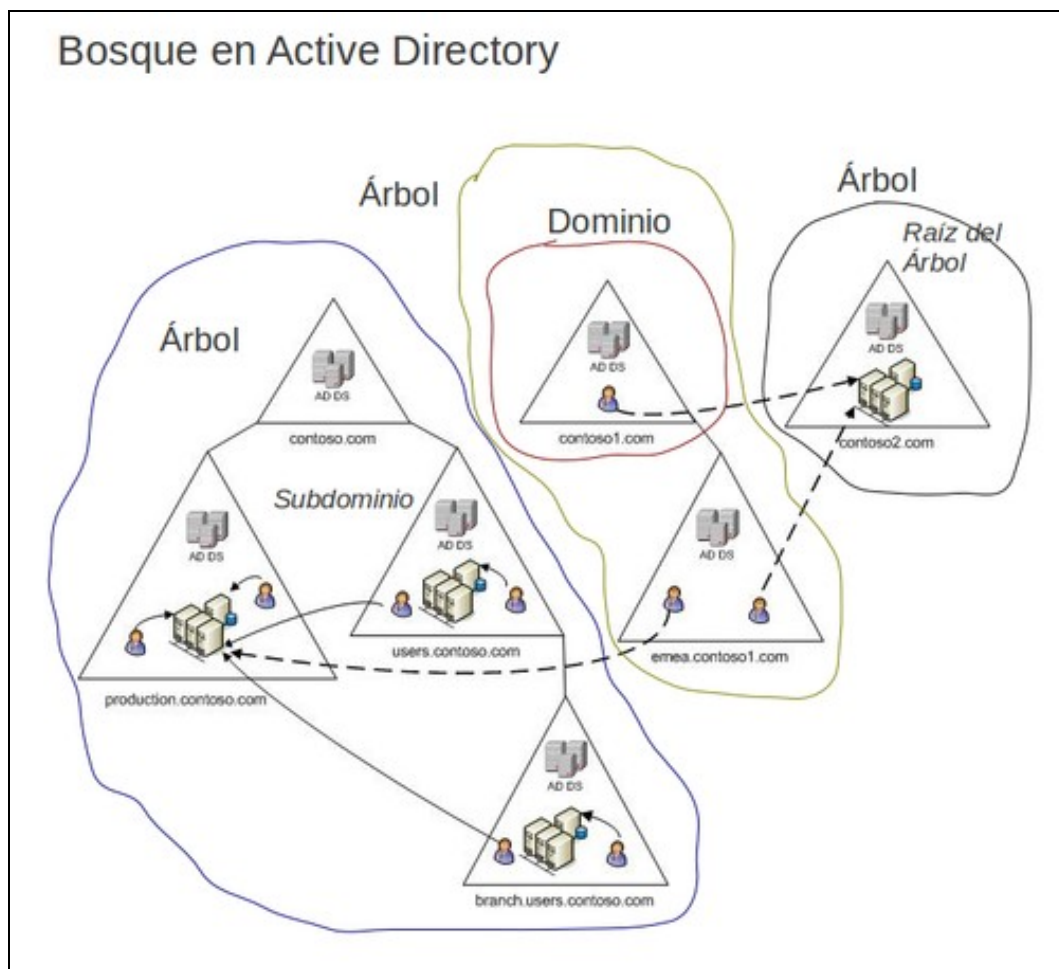 Bosque en Active Directory
Árbol
Árbol
Dominio
Raíz del
Árbol
Árbol
AD DS
contoso.com
AD DS
contoso1.com
AD DS
contoso2.com
Subdominio
AD DS
production.contoso.com
AD DS
users.contoso.com
AD DS
emea.contoso1.com
AD DS
branch.users.contoso.com